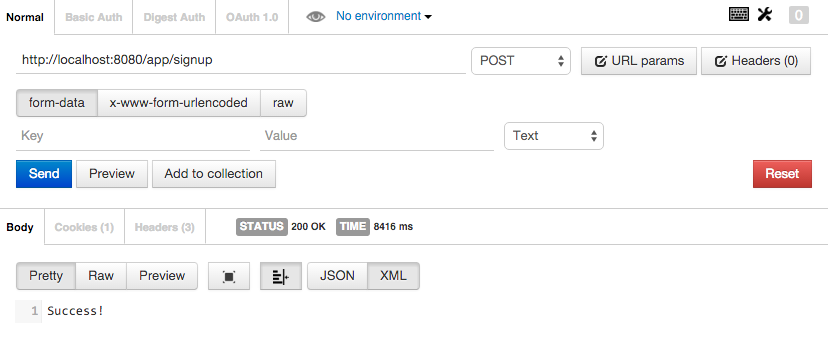 Normal Basic Auth Digest Auth OAuth 1.0 No environment 0
http://localhost:8080/app/signup POST URL params Headers (0)
form-data x-www-form-urlencoded raw
Key Value Text
Send Preview Add to collection Reset
Body Cookies (1) Headers (3) STATUS 200 OK TIME 8416 ms
Pretty Raw Preview JSON XML
1 Success!